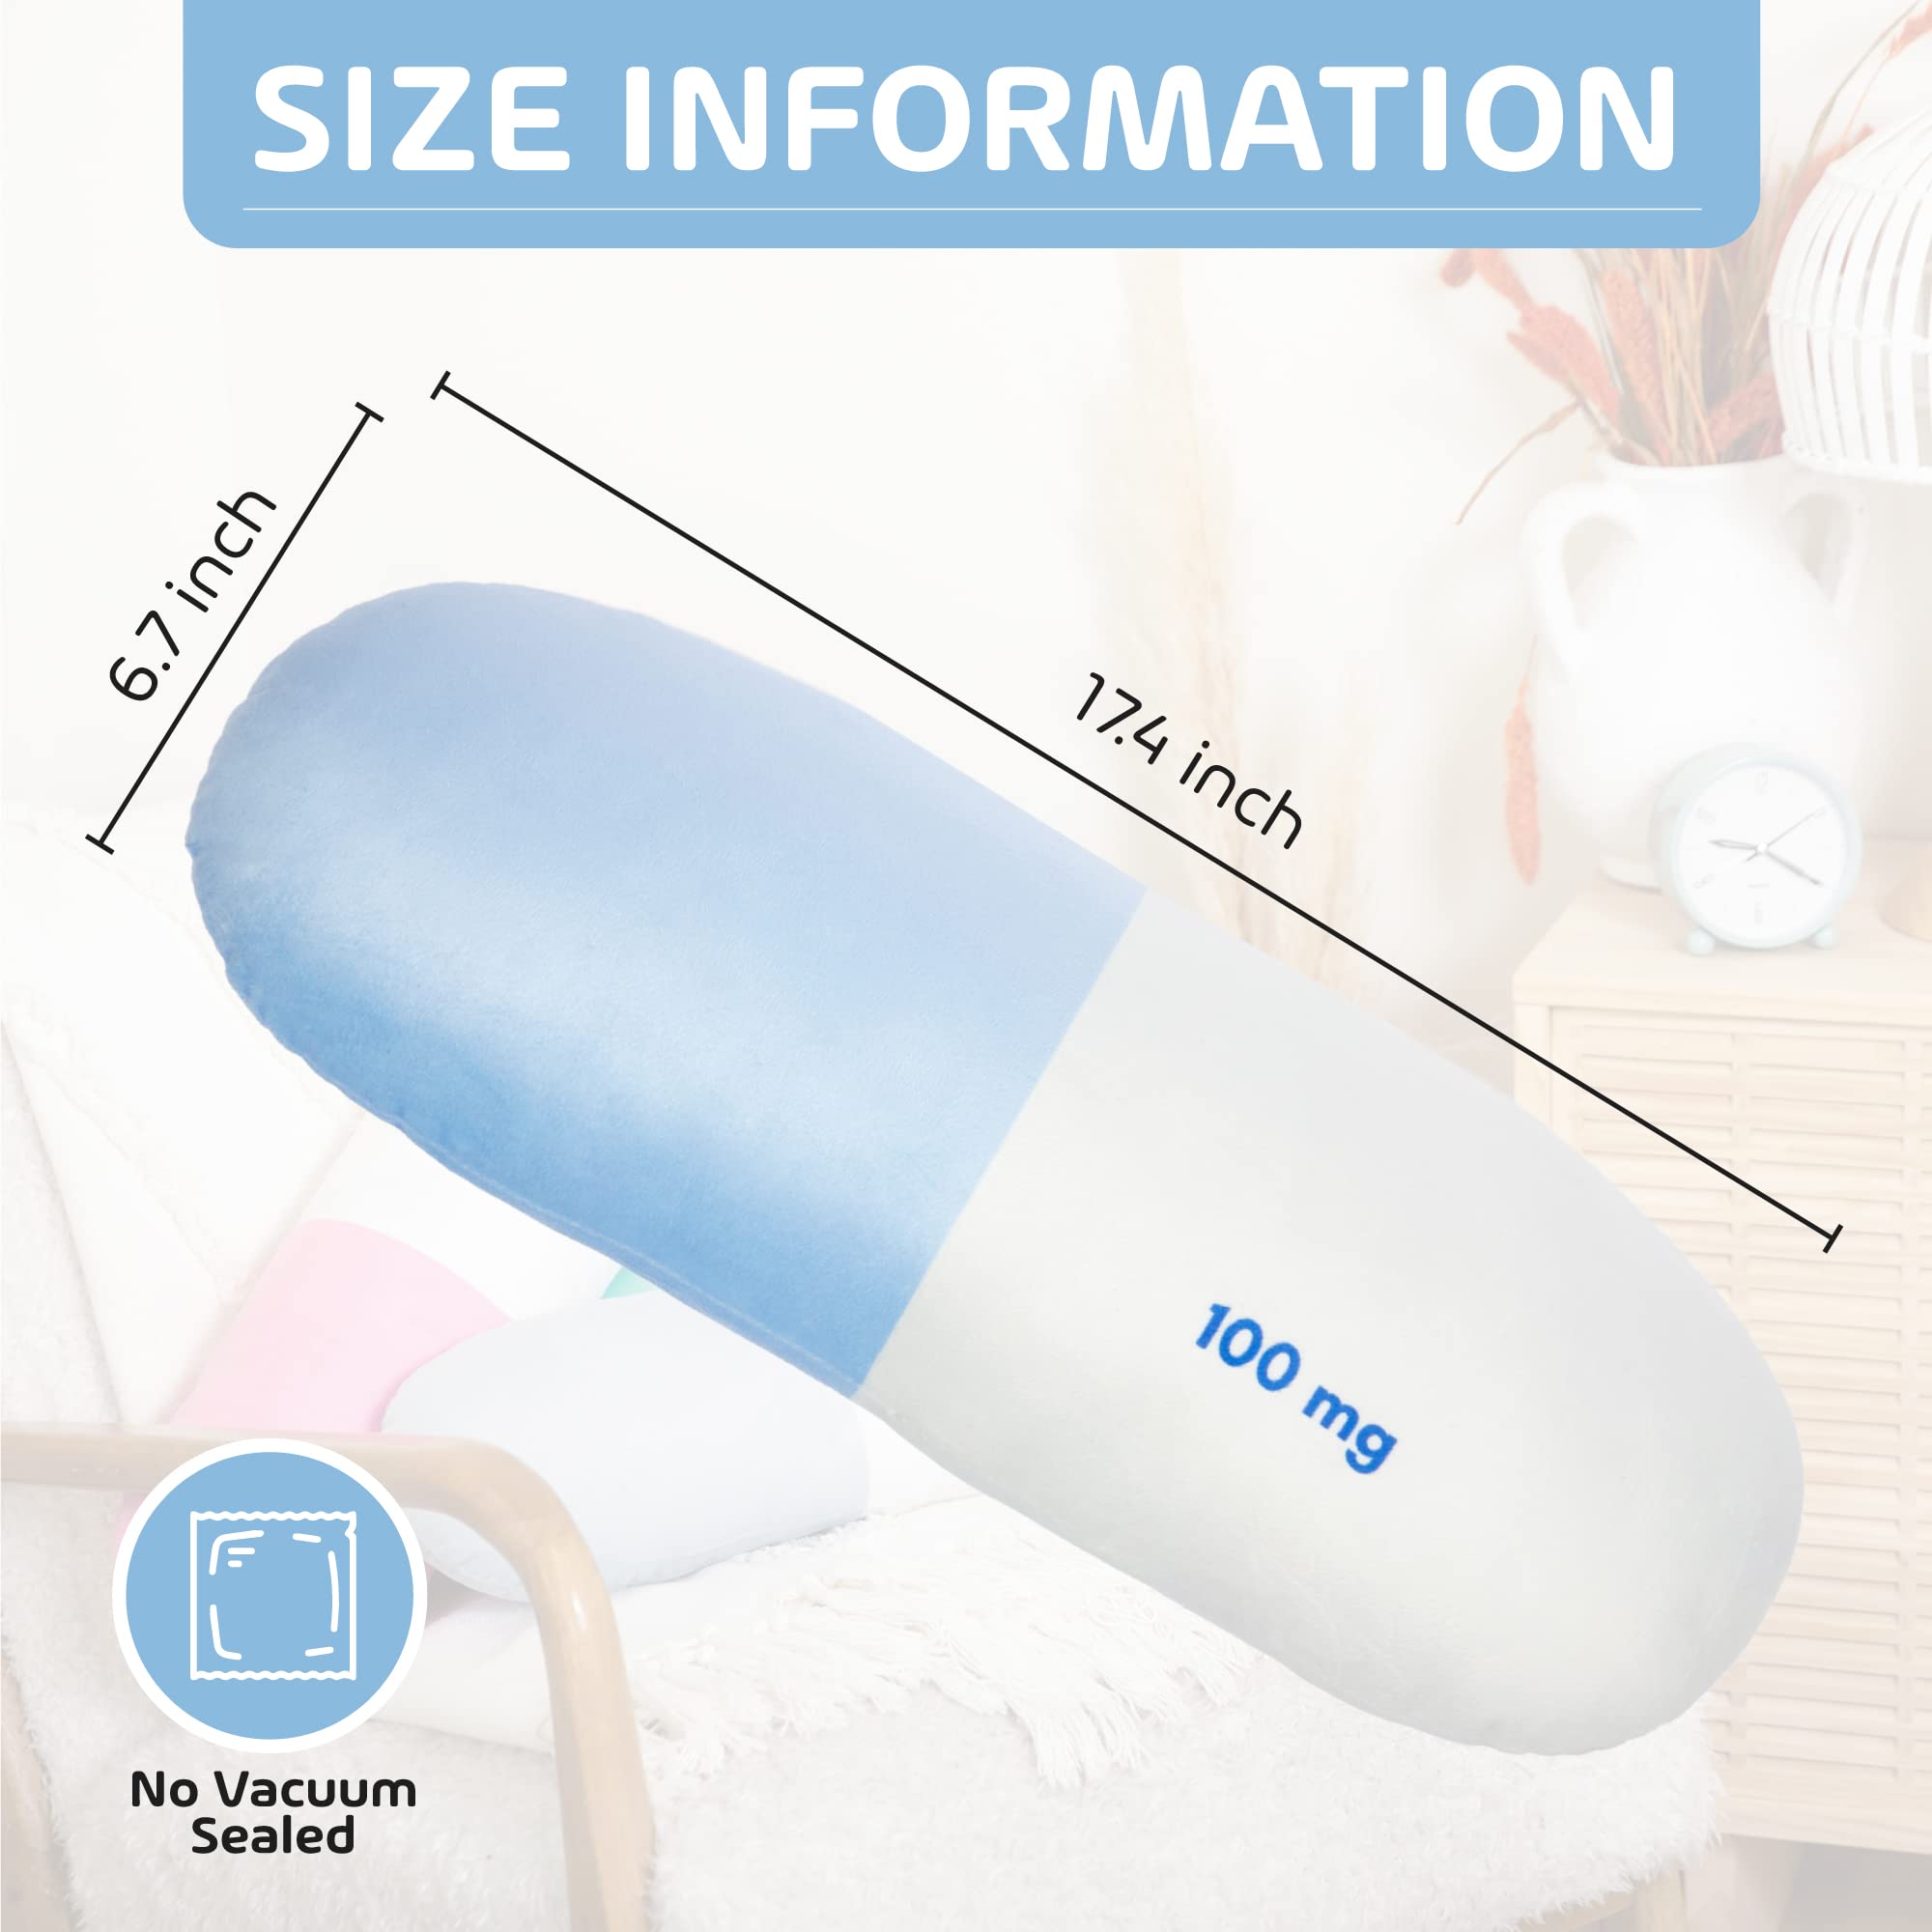 SIZE INFORMATION
6.7 inch
17.4 inch
100 mg
No Vacuum
Sealed